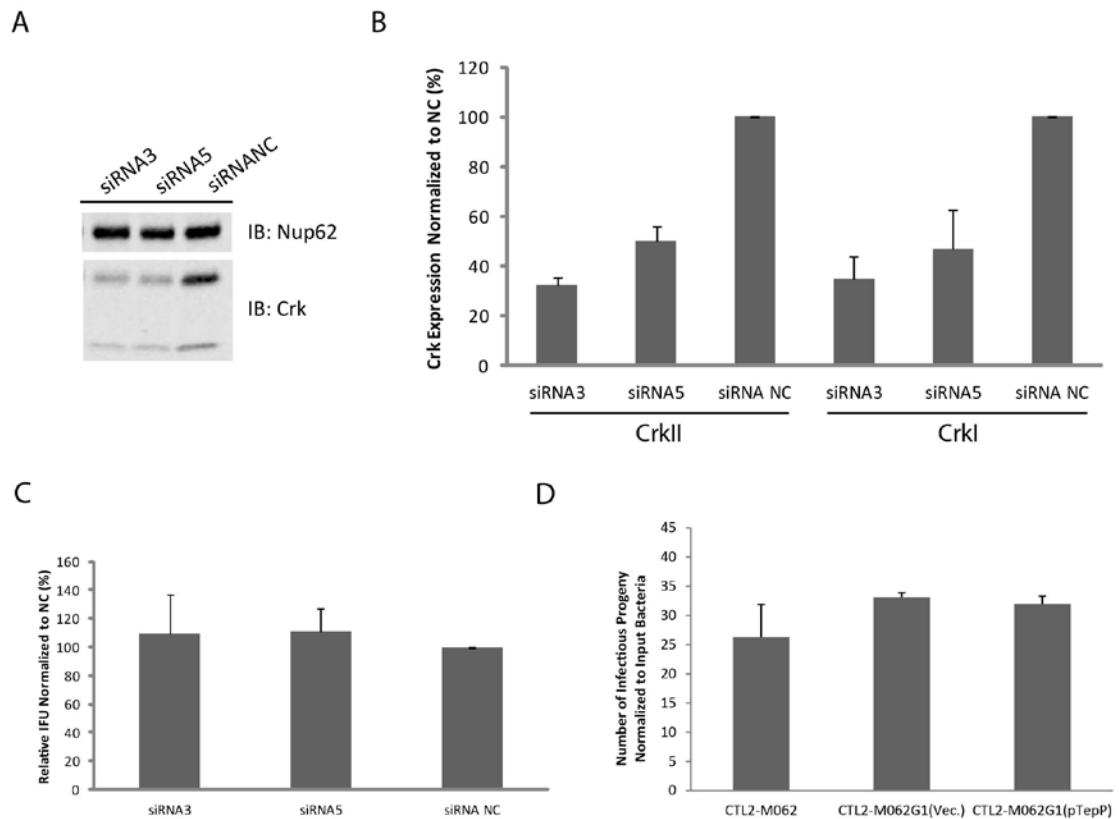 A
siRNA3 siRNA5 siRNANC
IB: Nup62
IB: Crk
B
Crk Expression Normalized to NC (%)
120
100
80
60
40
20
0
siRNA3 siRNA5 siRNA NC siRNA3 siRNA5 siRNA NC
CrkII CrkI
C
Relative IFU Normalized to NC (%)
160
140
120
100
80
60
40
20
0
siRNA3 siRNA5 siRNA NC
D
Number of Infectious Progeny
Normalized to Input Bacteria
45
40
35
30
25
20
15
10
5
0
CTL2-M062 CTL2-M062G1(Vec.) CTL2-M062G1(pTepP)